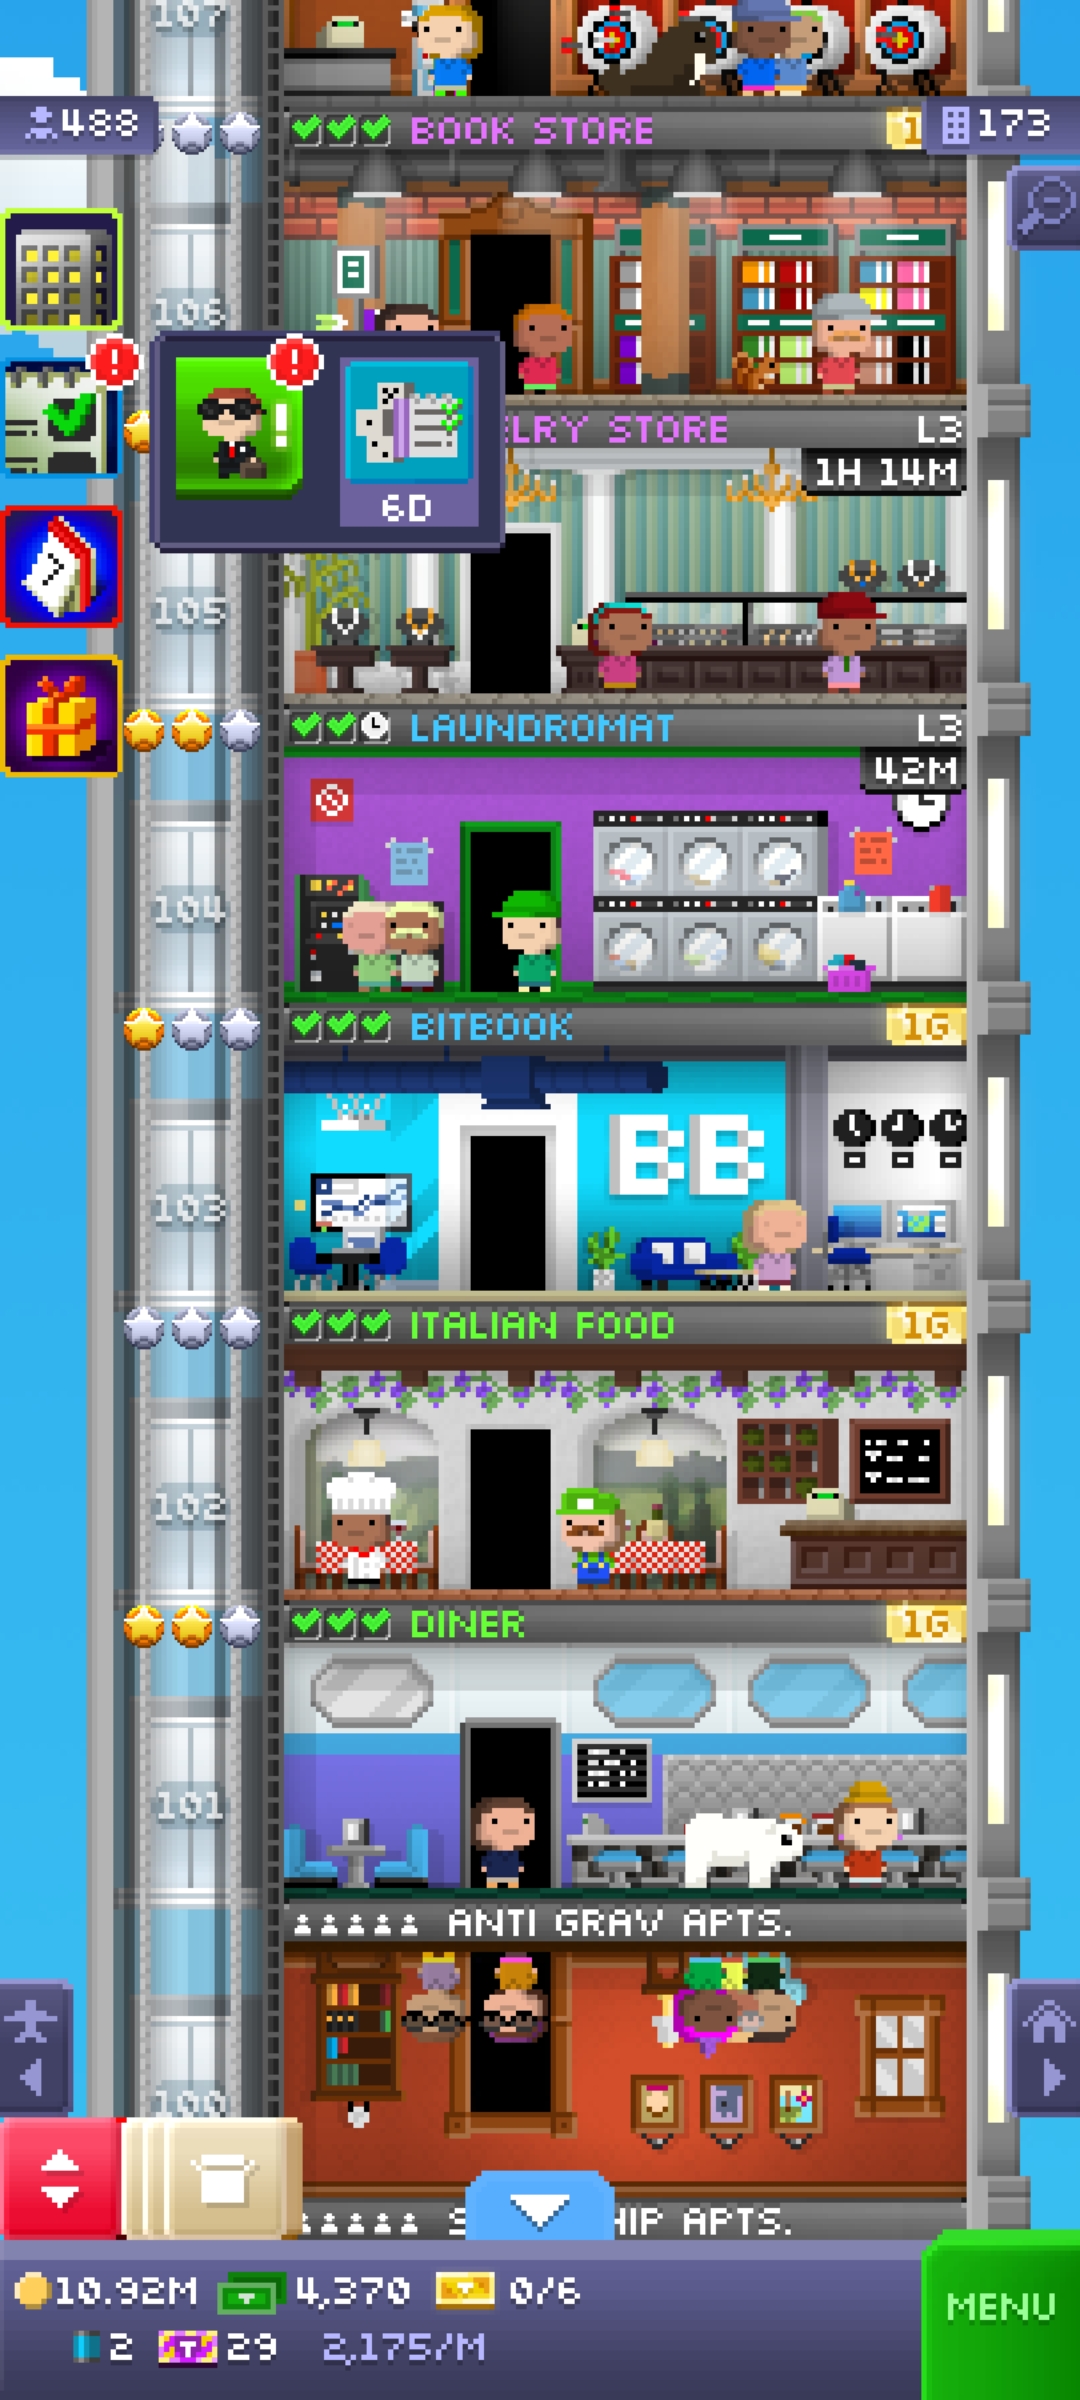 107
488
BOOK STORE
1
173
8
106
LRY STORE
L3
1H 14M
6D
7
105
LAUNDROMAT
L3
42M
104
BITBOOK
1G
BB
103
ITALIAN FOOD
1G
102
DINER
1G
101
ANTI GRAV APTS.
100
S
HIP APTS.
10.92M
4,370
0/6
2
T
29
2,175/M
MENU